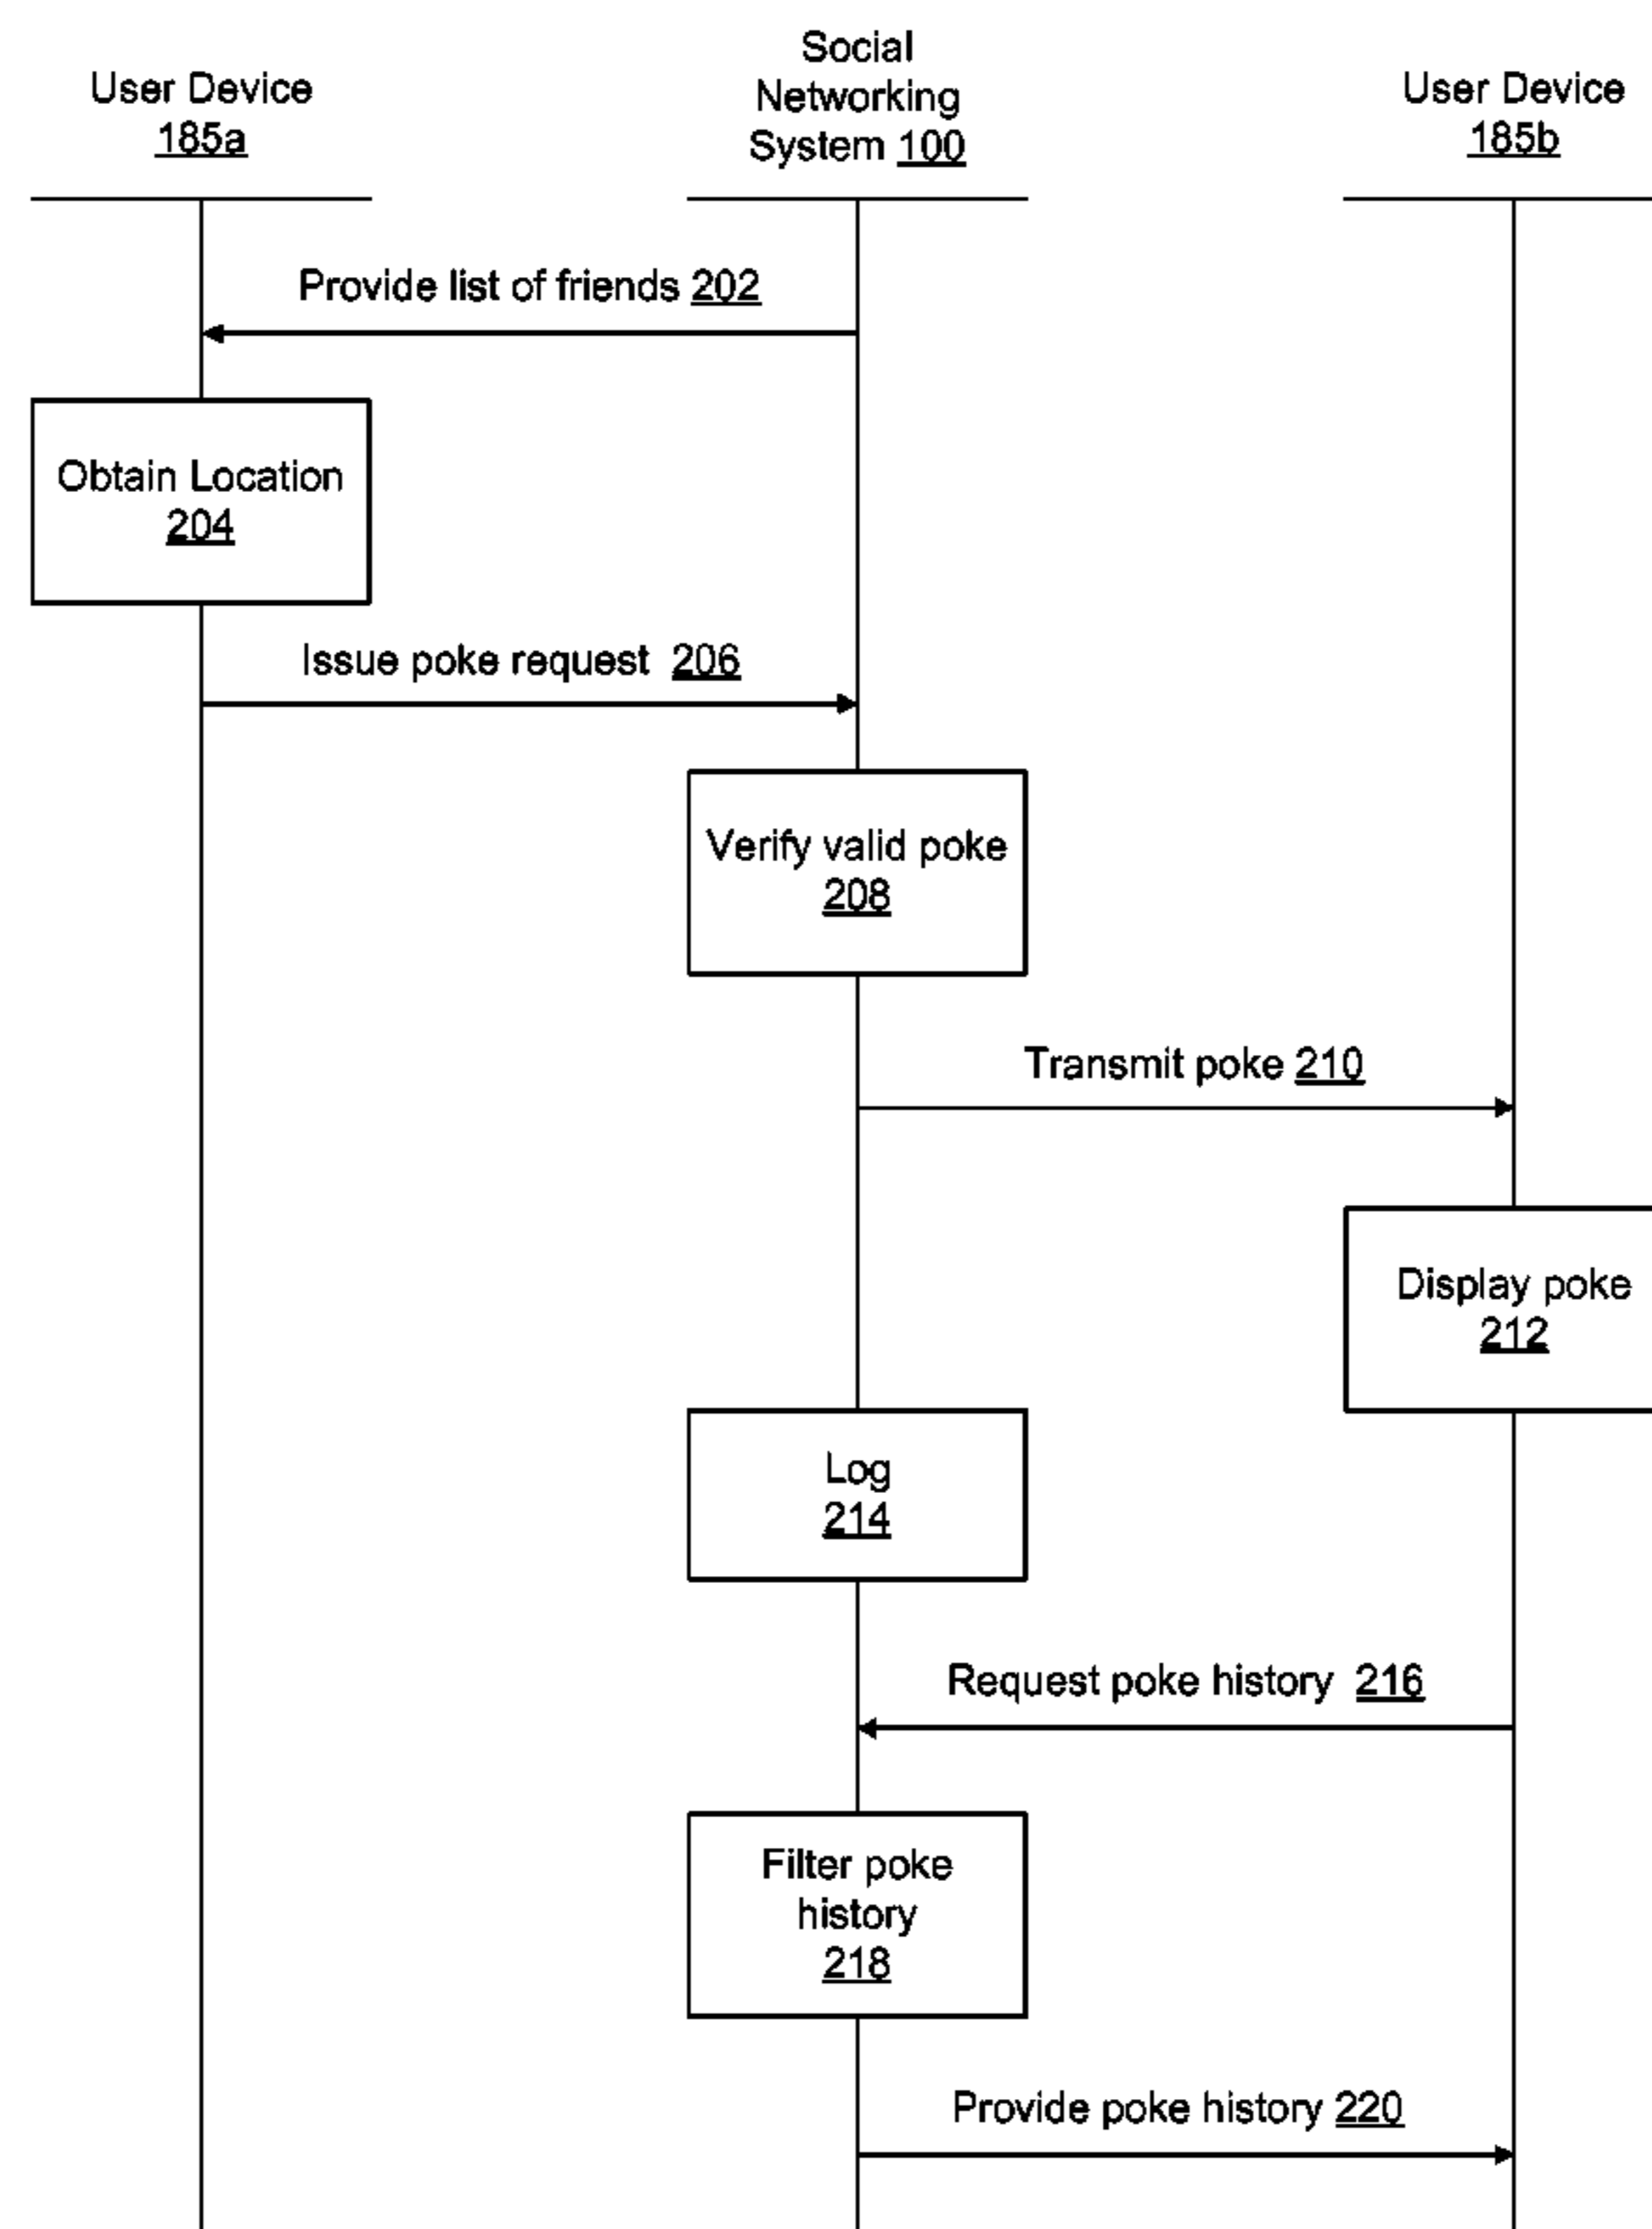 User Device
185a
Social
Networking
System 100
User Device
185b
Provide list of friends 202
Obtain Location
204
Issue poke request 206
Verify valid poke
208
Transmit poke 210
Display poke
212
Log
214
Request poke history 216
Filter poke
history
218
Provide poke history 220